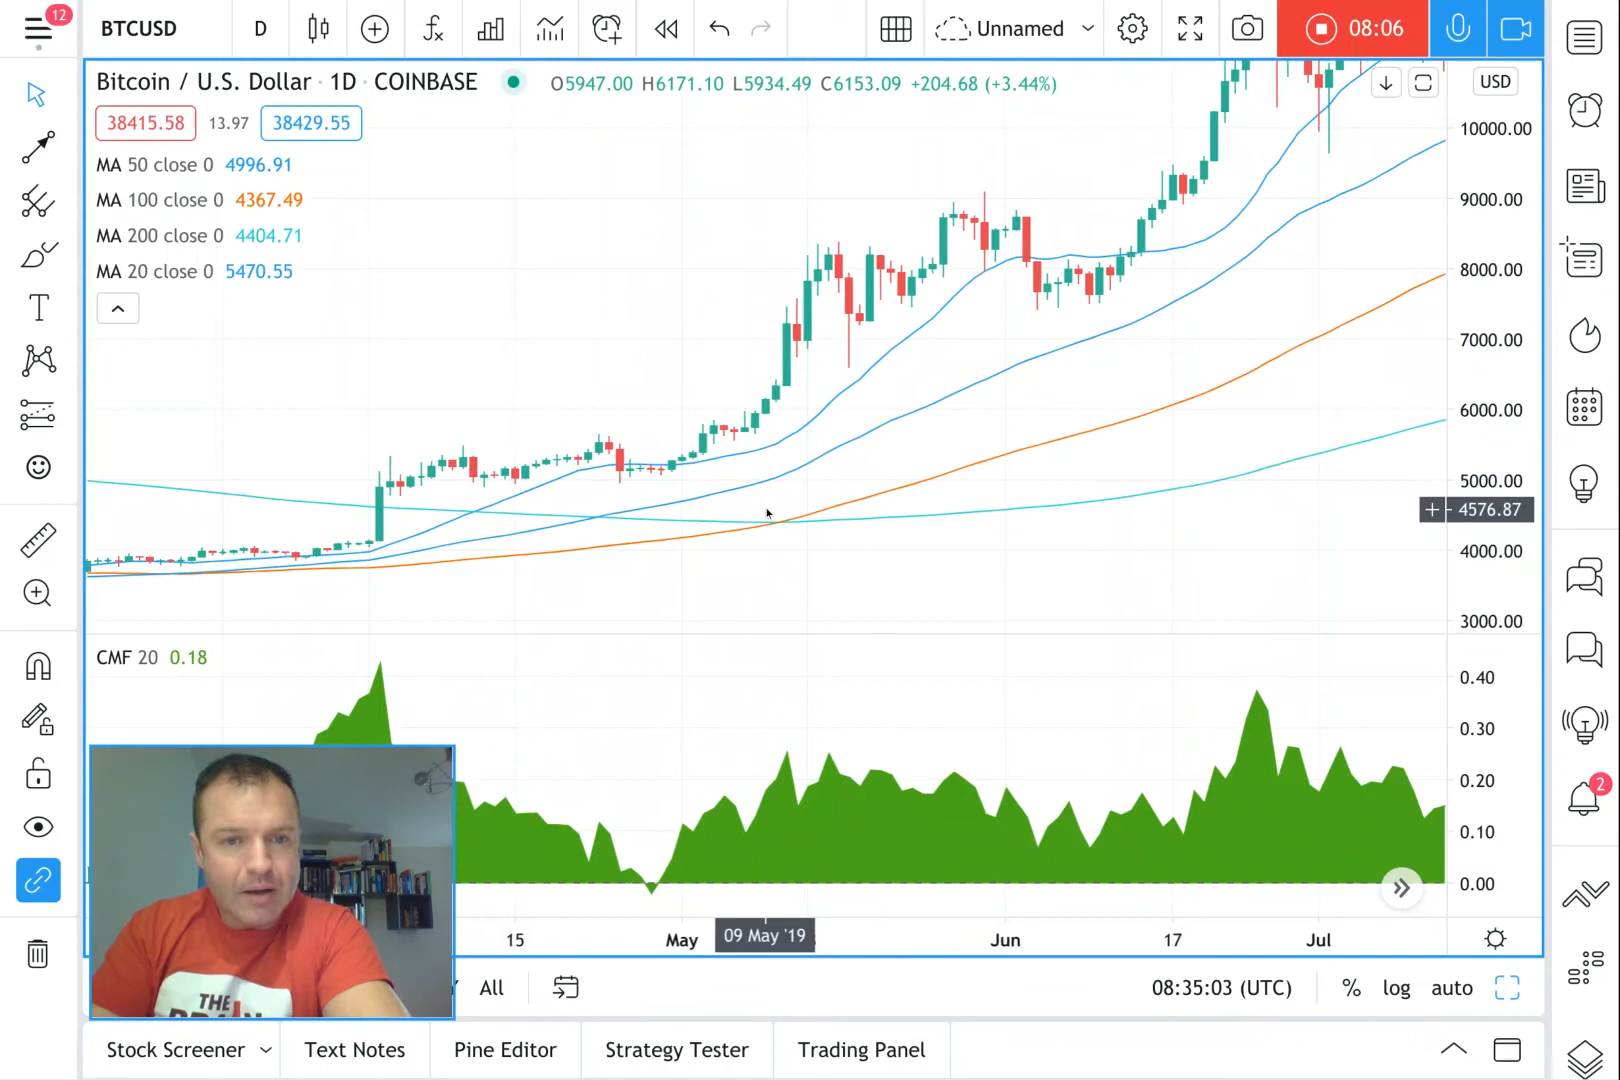 12
BTCUSD
D
Unnamed
08:06
Bitcoin / U.S. Dollar · 1D · COINBASE
O5947.00 H6171.10 L5934.49 C6153.09 +204.68 (+3.44%)
USD
38415.58
13.97
38429.55
MA 50 close 0 4996.91
MA 100 close 0 4367.49
MA 200 close 0 4404.71
MA 20 close 0 5470.55
10000.00
9000.00
8000.00
7000.00
6000.00
5000.00
4576.87
4000.00
3000.00
CMF 20 0.18
0.40
0.30
0.20
0.10
0.00
2
15
May
09 May '19
Jun
17
Jul
THE
All
08:35:03 (UTC)
%
log
auto
Stock Screener
Text Notes
Pine Editor
Strategy Tester
Trading Panel